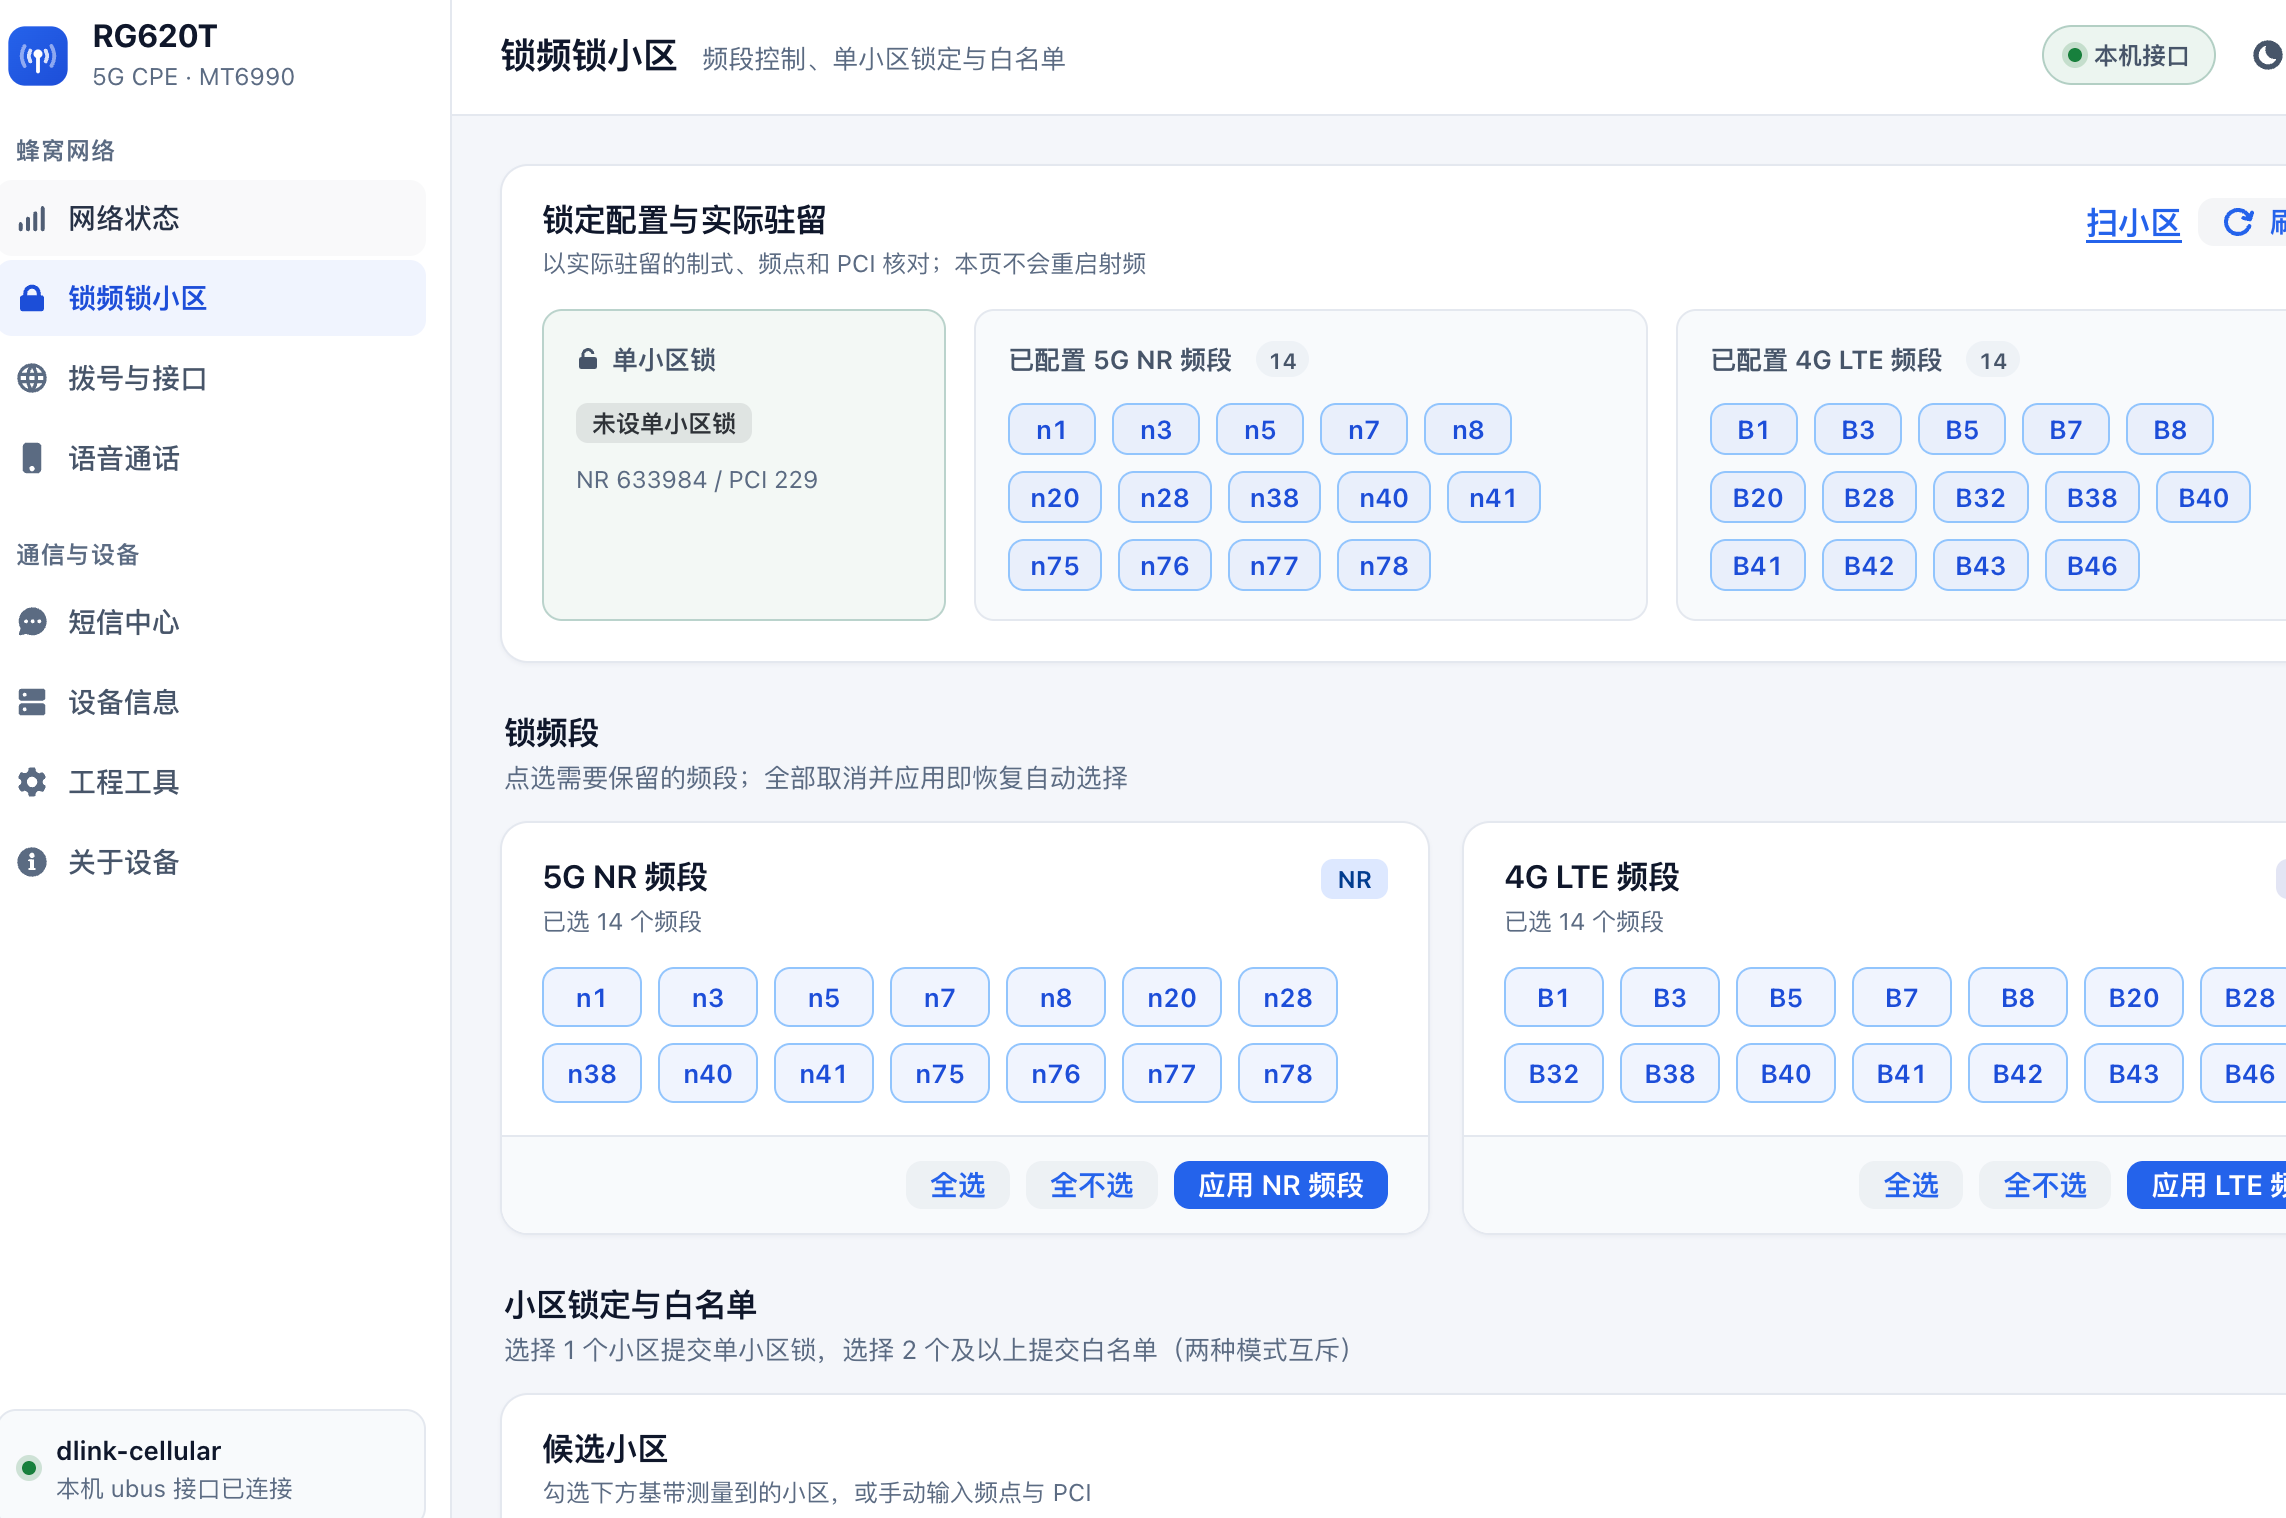 RG620T
5G CPE · MT6990
蜂窝网络
网络状态
锁频锁小区
拨号与接口
语音通话
通信与设备
短信中心
设备信息
工程工具
关于设备
dlink-cellular
本机 ubus 接口已连接
锁频锁小区 频段控制、单小区锁定与白名单
本机接口
锁定配置与实际驻留
以实际驻留的制式、频点和 PCI 核对；本页不会重启射频
扫小区
单小区锁
未设单小区锁
NR 633984 / PCI 229
已配置 5G NR 频段 14
n1 n3 n5 n7 n8
n20 n28 n38 n40 n41
n75 n76 n77 n78
已配置 4G LTE 频段 14
B1 B3 B5 B7 B8
B20 B28 B32 B38 B40
B41 B42 B43 B46
锁频段
点选需要保留的频段；全部取消并应用即恢复自动选择
5G NR 频段
NR
已选 14 个频段
n1 n3 n5 n7 n8 n20 n28
n38 n40 n41 n75 n76 n77 n78
全选 全不选 应用 NR 频段
4G LTE 频段
已选 14 个频段
B1 B3 B5 B7 B8 B20 B28
B32 B38 B40 B41 B42 B43 B46
全选 全不选 应用 LTE
小区锁定与白名单
选择 1 个小区提交单小区锁，选择 2 个及以上提交白名单（两种模式互斥）
候选小区
勾选下方基带测量到的小区，或手动输入频点与 PCI